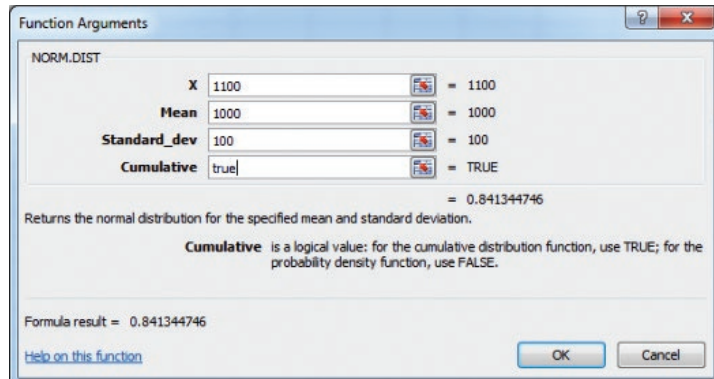 Function Arguments
NORM.DIST
X 1100 = 1100
Mean 1000 = 1000
Standard_dev 100 = 100
Cumulative true = TRUE
= 0.841344746
Returns the normal distribution for the specified mean and standard deviation.
Cumulative is a logical value: for the cumulative distribution function, use TRUE; for the
probability density function, use FALSE.
Formula result = 0.841344746
Help on this function OK Cancel